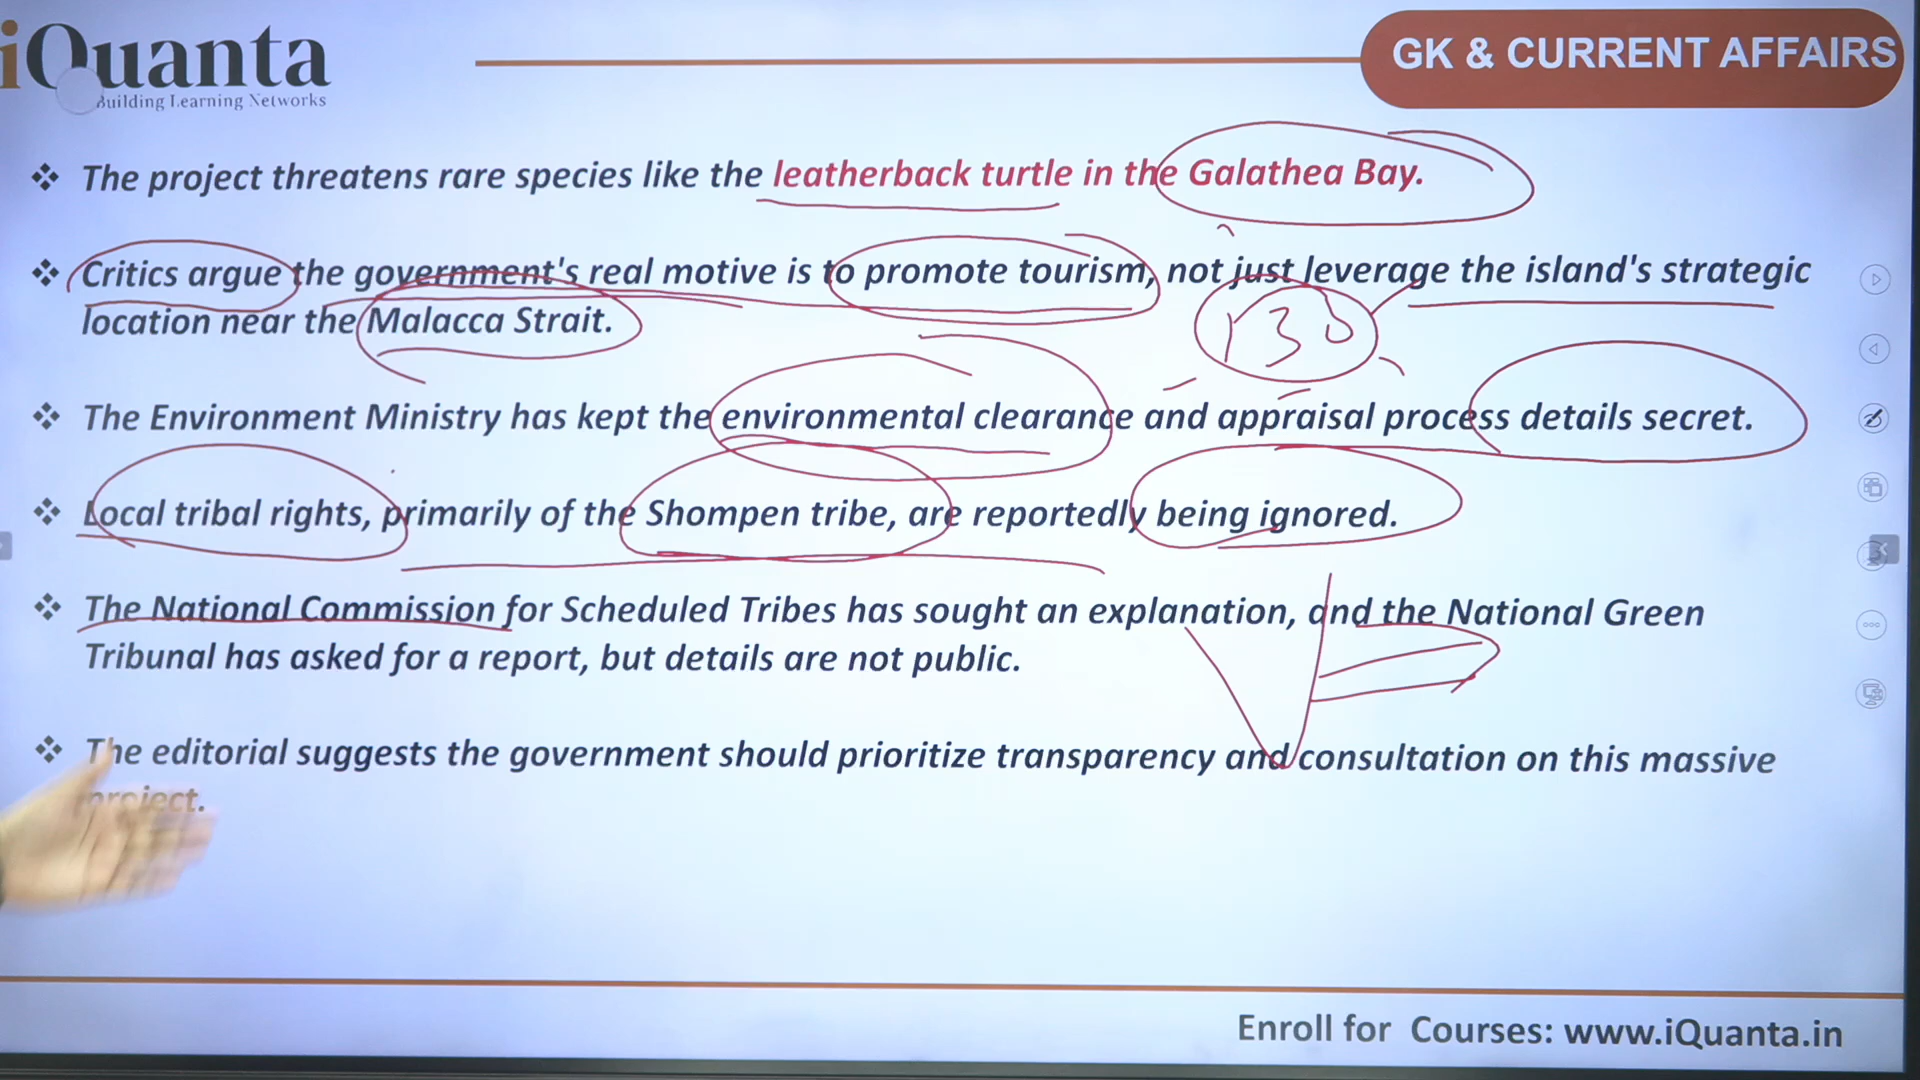 iQuanta
Building Learning Networks
GK & CURRENT AFFAIRS
The project threatens rare species like the leatherback turtle in the Galathea Bay.
Critics argue the government's real motive is to promote tourism, not just leverage the island's strategic
location near the Malacca Strait.
130
The Environment Ministry has kept the environmental clearance and appraisal process details secret.
Local tribal rights, primarily of the Shompen tribe, are reportedly being ignored.
The National Commission for Scheduled Tribes has sought an explanation, and the National Green
Tribunal has asked for a report, but details are not public.
The editorial suggests the government should prioritize transparency and consultation on this massive
project.
Enroll for Courses: www.iQuanta.in